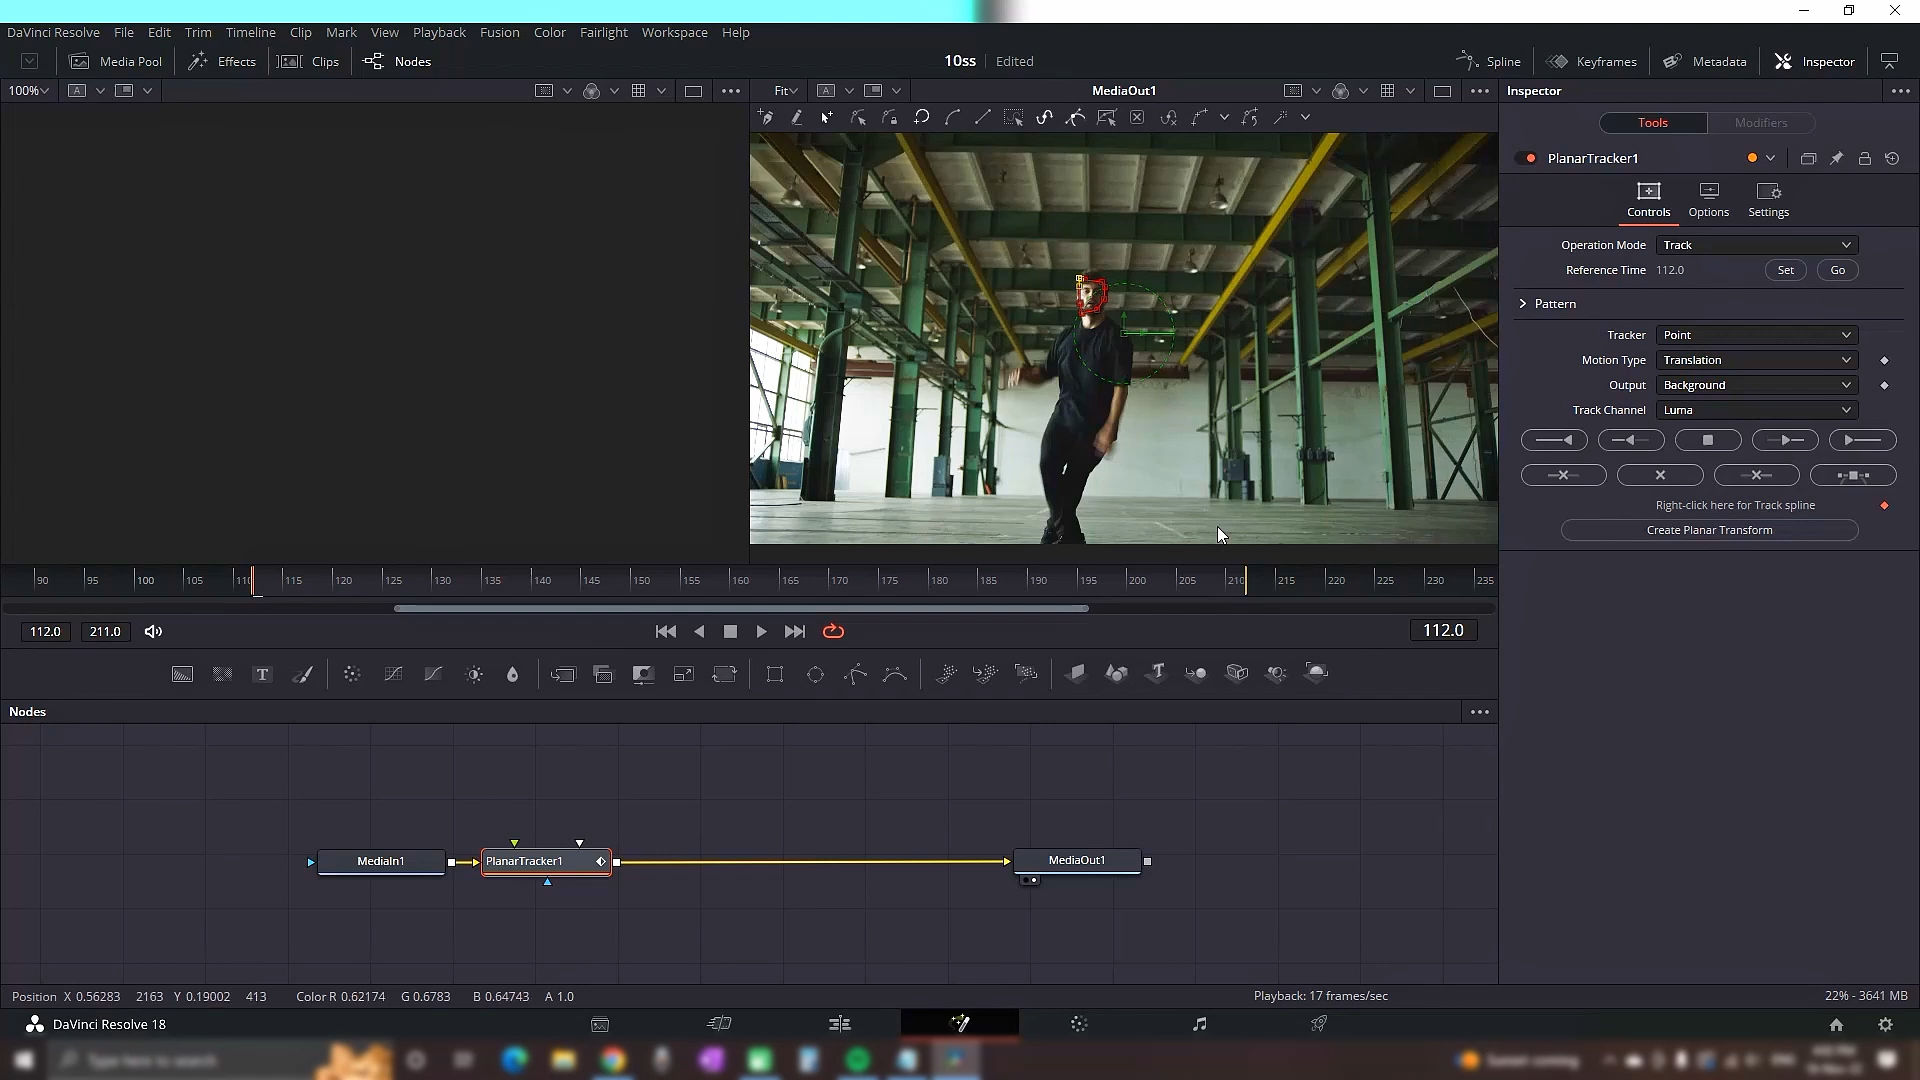 DaVinci Resolve File Edit Trim Timeline Clip Mark View Playback Fusion Color Fairlight Workspace Help
Media Pool Effects Clips Nodes 10ss Edited Spline Keyframes Metadata Inspector
100% A Fit A MediaOut1 Inspector
Tools Modifiers
PlanarTracker1
Controls Options Settings
Operation Mode Track
Reference Time 112.0 Set Go
Pattern
Tracker Point
Motion Type Translation
Output Background
Track Channel Luma
Right-click here for Track spline
Create Planar Transform
90 95 100 105 110 115 120 125 130 135 140 145 150 155 160 165 170 175 180 185 190 195 200 205 210 215 220 225 230 235
112.0 211.0 112.0
Nodes
MediaIn1 PlanarTracker1 MediaOut1
Position X 0.56283 2163 Y 0.19002 413 Color R 0.62174 G 0.6783 B 0.64743 A 1.0 Playback: 17 frames/sec 22% - 3641 MB
DaVinci Resolve 18
Type here to search Sunset coming